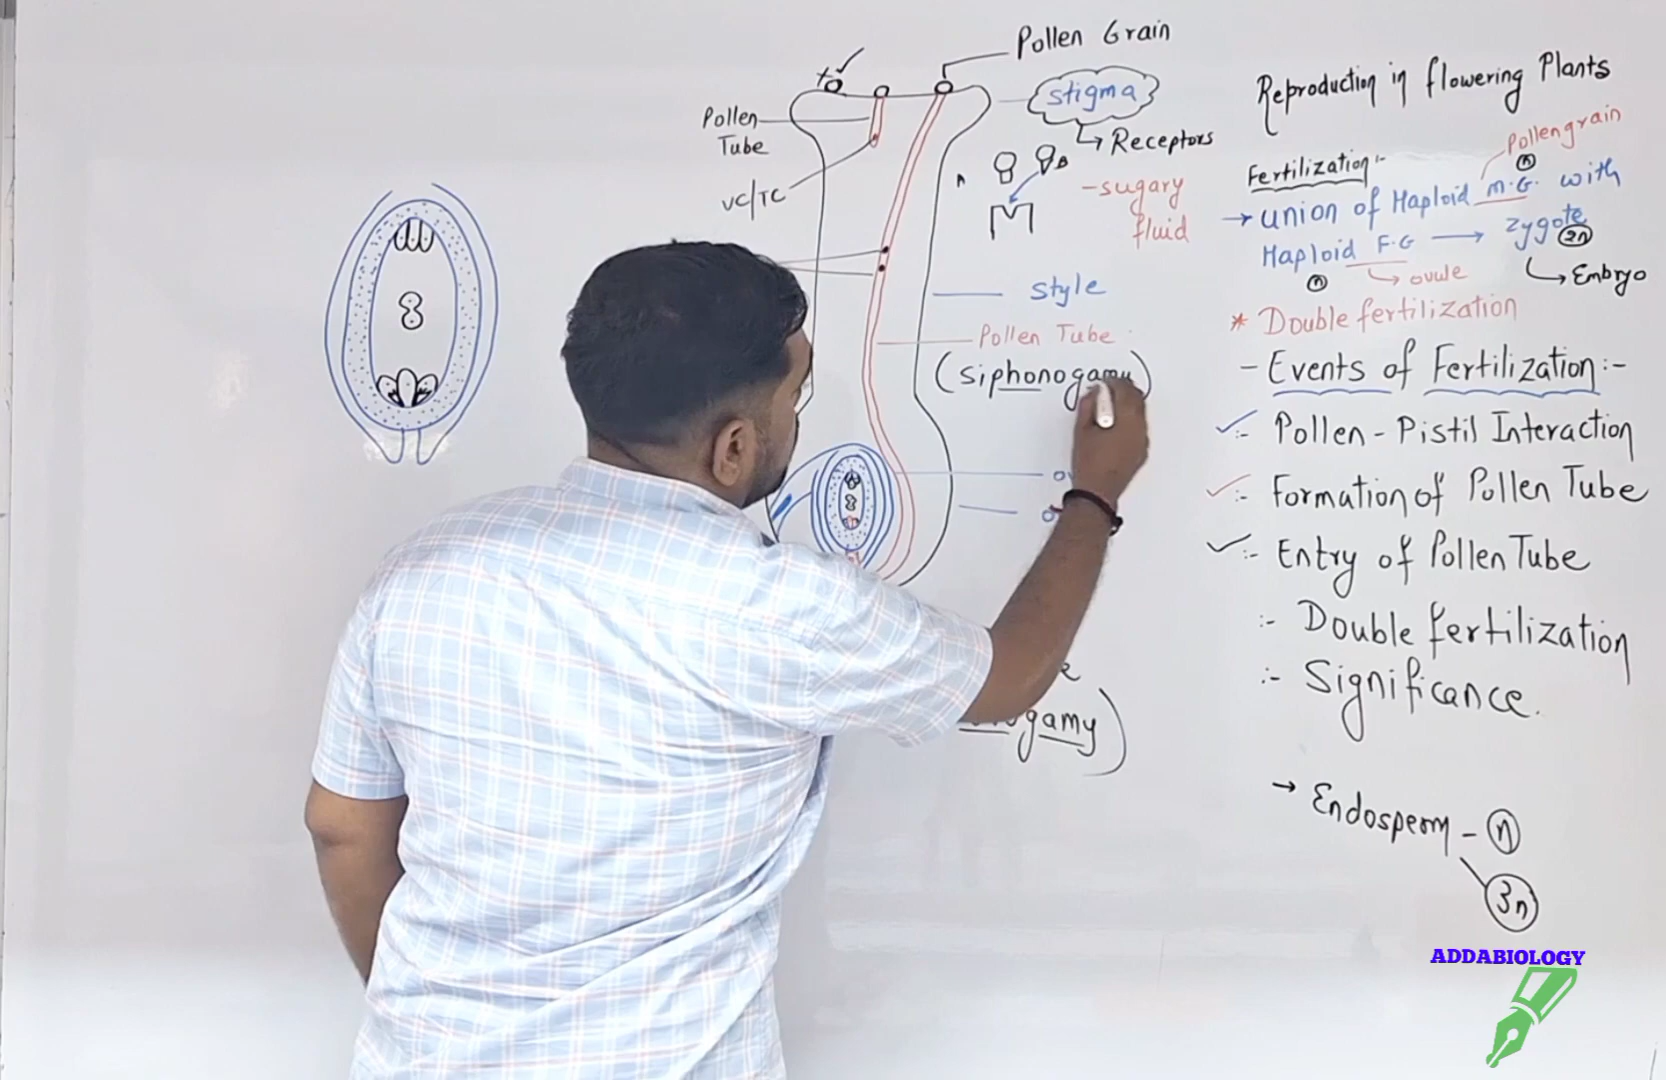 Pollen Grain
Pollen
Tube
VC/TC
stigma
Receptors
-sugary
fluid
style
Pollen Tube
(Siphonogamy)
gamy)
Reproduction in flowering Plants
Pollengrain
Fertilization:-
n
→ union of Haploid M.G. with
Haploid F.G → zygote
n
2n
ovule
Embryo
* Double fertilization
- Events of Fertilization:-
:- Pollen-Pistil Interaction
:- Formation of Pollen Tube
:- Entry of Pollen Tube
:- Double fertilization
:- Significance.
→ Endosperm - n
3n
ADDABIOLOGY